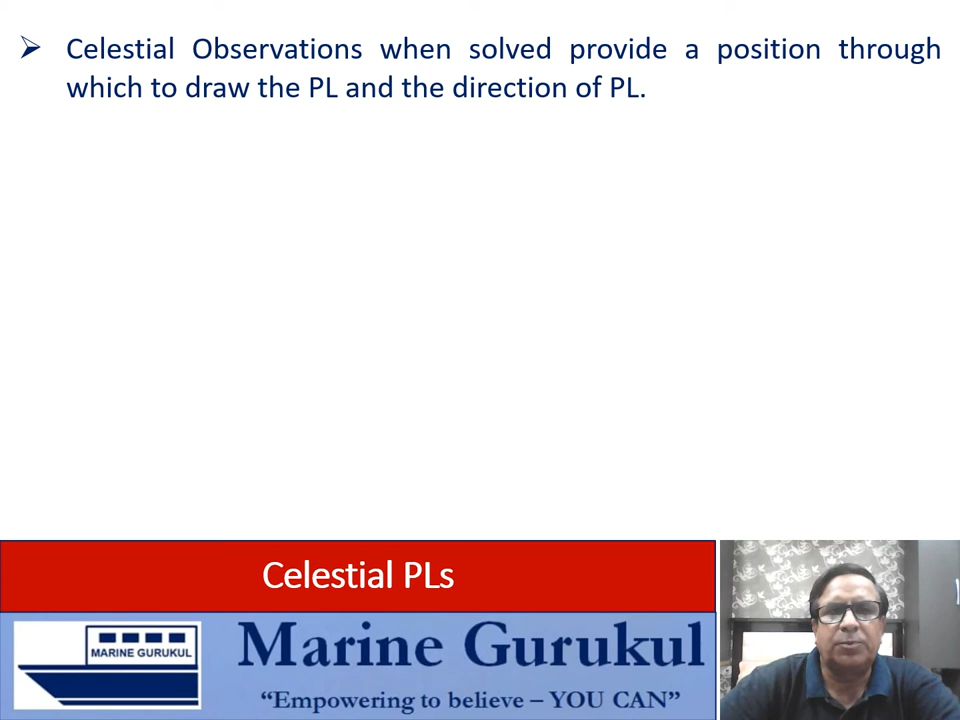 Celestial Observations when solved provide a position through
which to draw the PL and the direction of PL.
Celestial PLs
MARINE GURUKUL
Marine Gurukul
“Empowering to believe – YOU CAN”